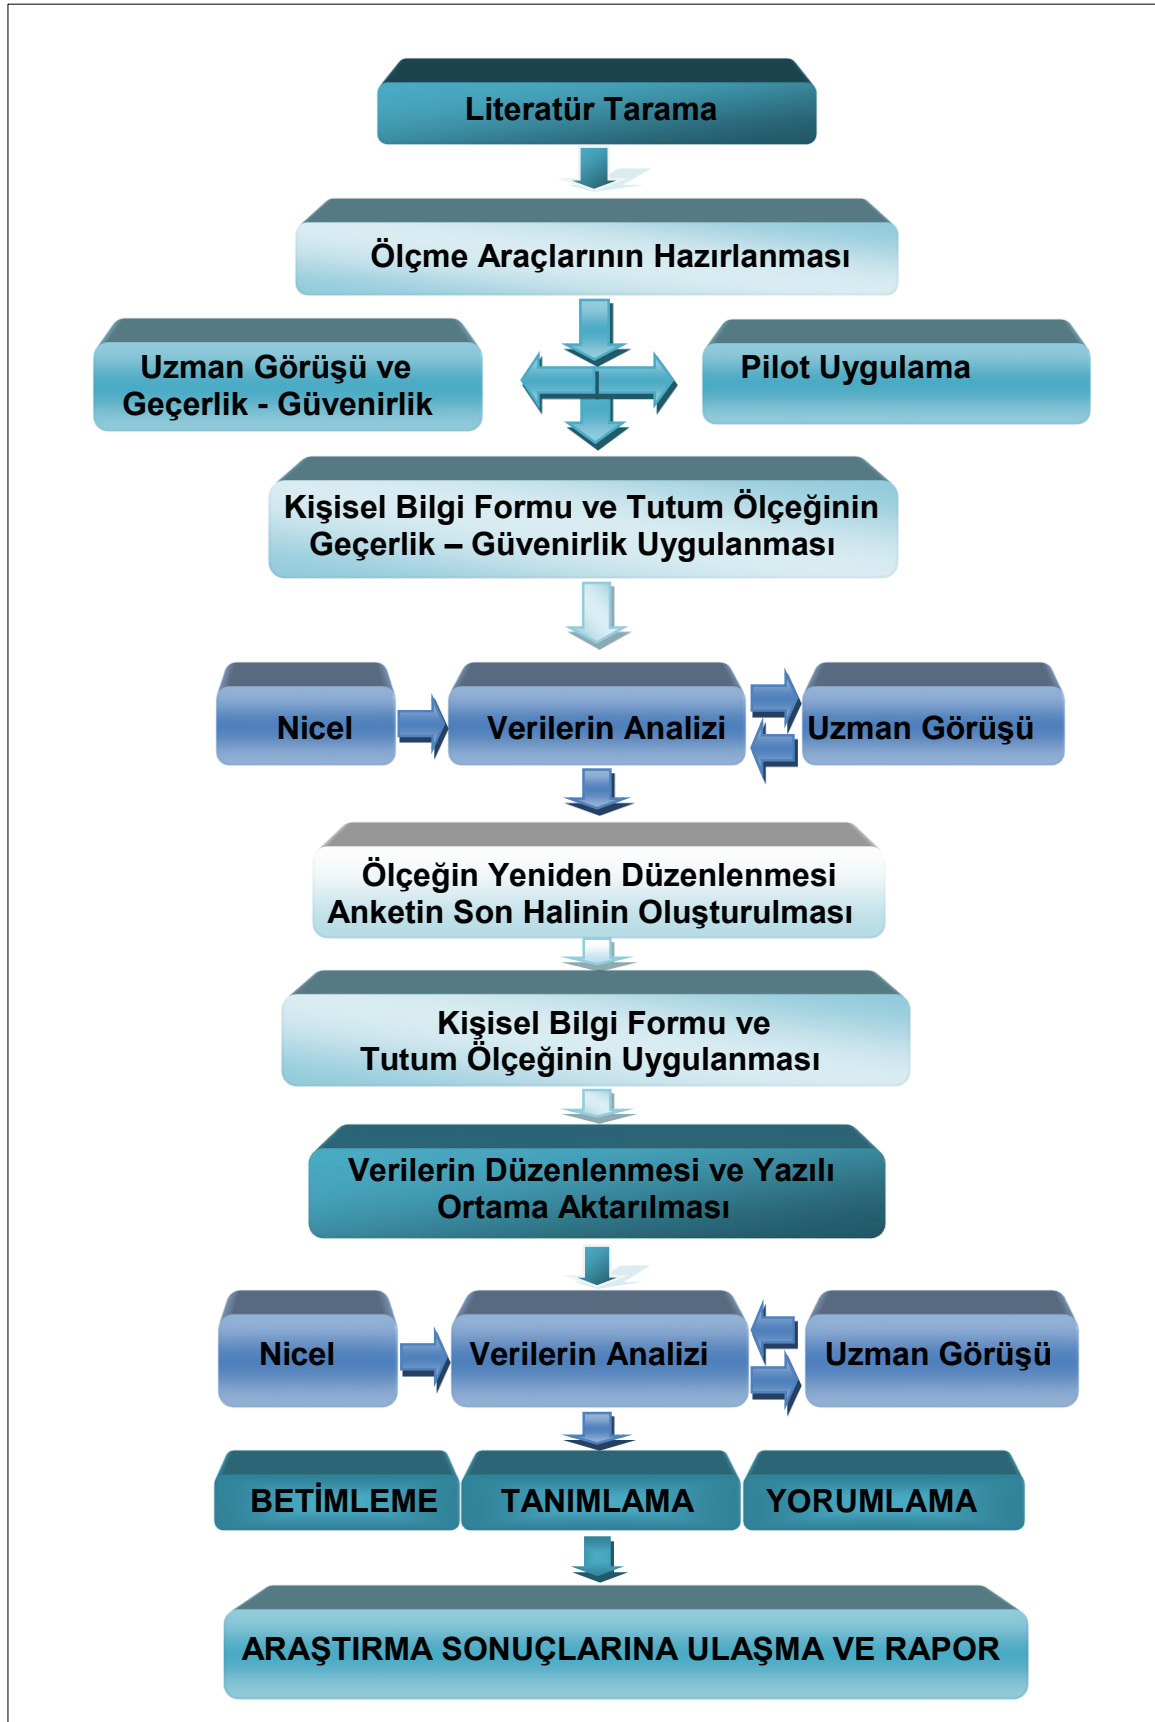 Literatür Tarama
Ölçme Araçlarının Hazırlanması
Uzman Görüşü ve
Geçerlik - Güvenirlik
Pilot Uygulama
Kişisel Bilgi Formu ve Tutum Ölçeğinin
Geçerlik – Güvenirlik Uygulanması
Nicel
Verilerin Analizi
Uzman Görüşü
Ölçeğin Yeniden Düzenlenmesi
Anketin Son Halinin Oluşturulması
Kişisel Bilgi Formu ve
Tutum Ölçeğinin Uygulanması
Verilerin Düzenlenmesi ve Yazılı
Ortama Aktarılması
Nicel
Verilerin Analizi
Uzman Görüşü
BETİMLEME
TANIMLAMA
YORUMLAMA
ARAŞTIRMA SONUÇLARINA ULAŞMA VE RAPOR